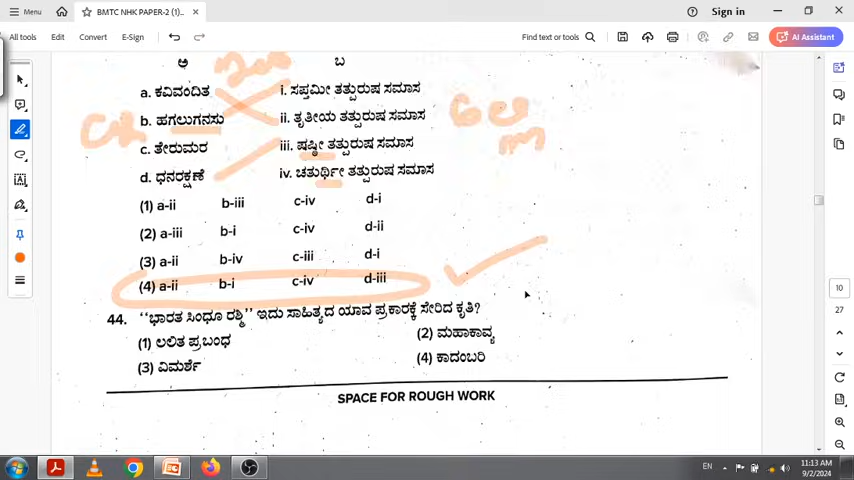 Menu
BMTC NHK PAPER-2 (1)...
Sign in
All tools Edit Convert E-Sign
Find text or tools
AI Assistant
ಅ ಬ
a. ಕವಿವಂದಿತ i. ಸಪ್ತಮೀ ತತ್ಪುರುಷ ಸಮಾಸ
b. ಹಗಲುಗನಸು ii. ತೃತೀಯ ತತ್ಪುರುಷ ಸಮಾಸ
c. ತೇರುಮರ iii. ಷಷ್ಠೀ ತತ್ಪುರುಷ ಸಮಾಸ
d. ಧನರಕ್ಷಣೆ iv. ಚತುರ್ಥೀ ತತ್ಪುರುಷ ಸಮಾಸ
(1) a-ii b-iii c-iv d-i
(2) a-iii b-i c-iv d-ii
(3) a-ii b-iv c-iii d-i
(4) a-ii b-i c-iv d-iii
44. "ಭಾರತ ಸಿಂಧೂ ರಶ್ಮಿ" ಇದು ಸಾಹಿತ್ಯದ ಯಾವ ಪ್ರಕಾರಕ್ಕೆ ಸೇರಿದ ಕೃತಿ?
(1) ಲಲಿತ ಪ್ರಬಂಧ (2) ಮಹಾಕಾವ್ಯ
(3) ವಿಮರ್ಶೆ (4) ಕಾದಂಬರಿ
SPACE FOR ROUGH WORK
10
27
EN
11:13 AM
9/2/2024